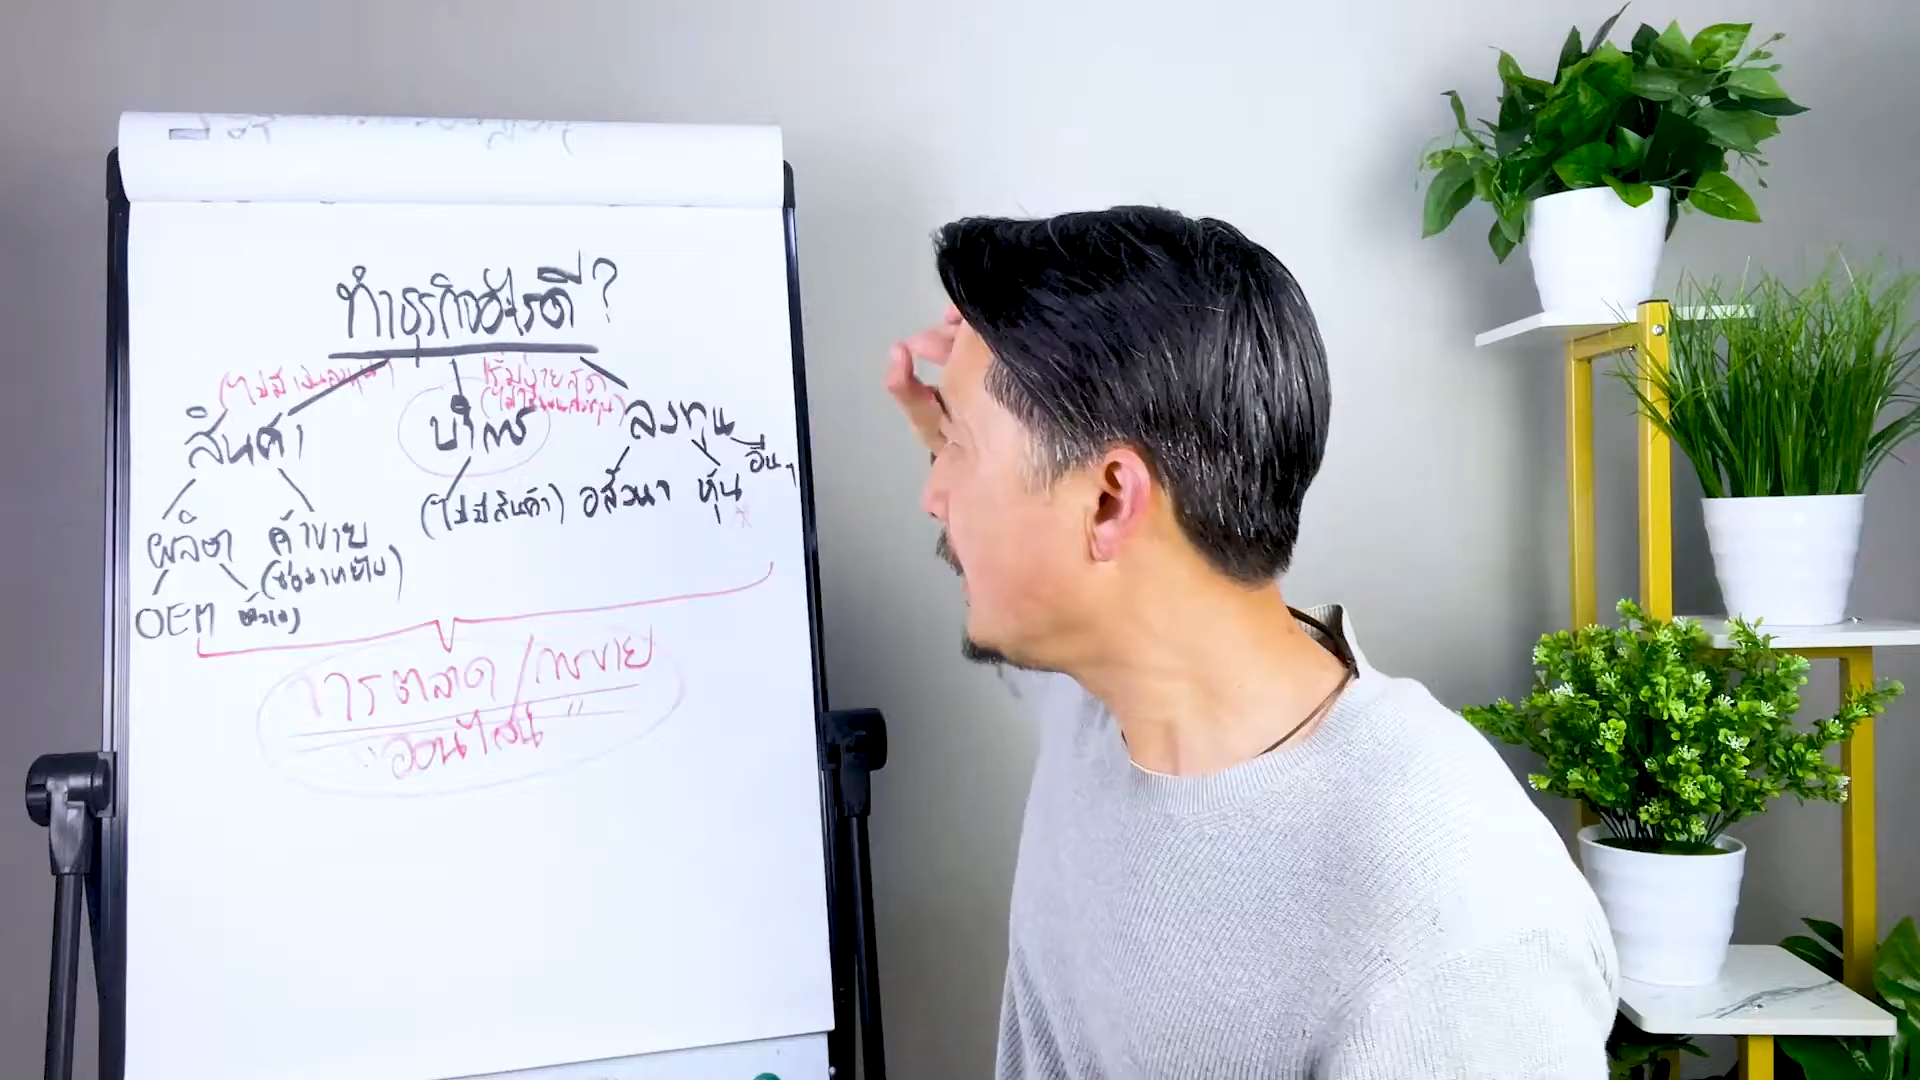 ทำธุรกิจอะไรดี ?
(ไม่มีเงินลงทุน)
เริ่มง่ายสุด
(ไม่ใช้เงินลงทุน)
สินค้า
บริการ
ลงทุน
อื่นๆ
(ไม่มีสินค้า)
อสังหา
หุ้น
ผลิต
ค้าขาย
(ซื้อมาขายไป)
OEM
การตลาด / การขาย
"ออนไลน์"